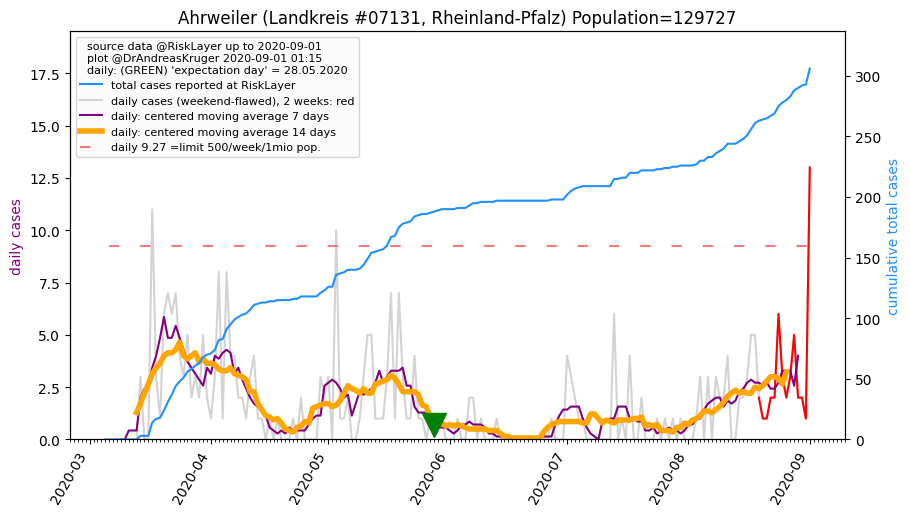 Ahrweiler (Landkreis #07131, Rheinland-Pfalz) Population=129727
source data @RiskLayer up to 2020-09-01
plot @DrAndreasKruger 2020-09-01 01:15
daily: (GREEN) 'expectation day' = 28.05.2020
total cases reported at RiskLayer
daily cases (weekend-flawed), 2 weeks: red
daily: centered moving average 7 days
daily: centered moving average 14 days
daily 9.27 =limit 500/week/1mio pop.
daily cases
17.5
15.0
12.5
10.0
7.5
5.0
2.5
0.0
300
250
200
150
100
50
0
cumulative total cases
2020-03
2020-04
2020-05
2020-06
2020-07
2020-08
2020-09